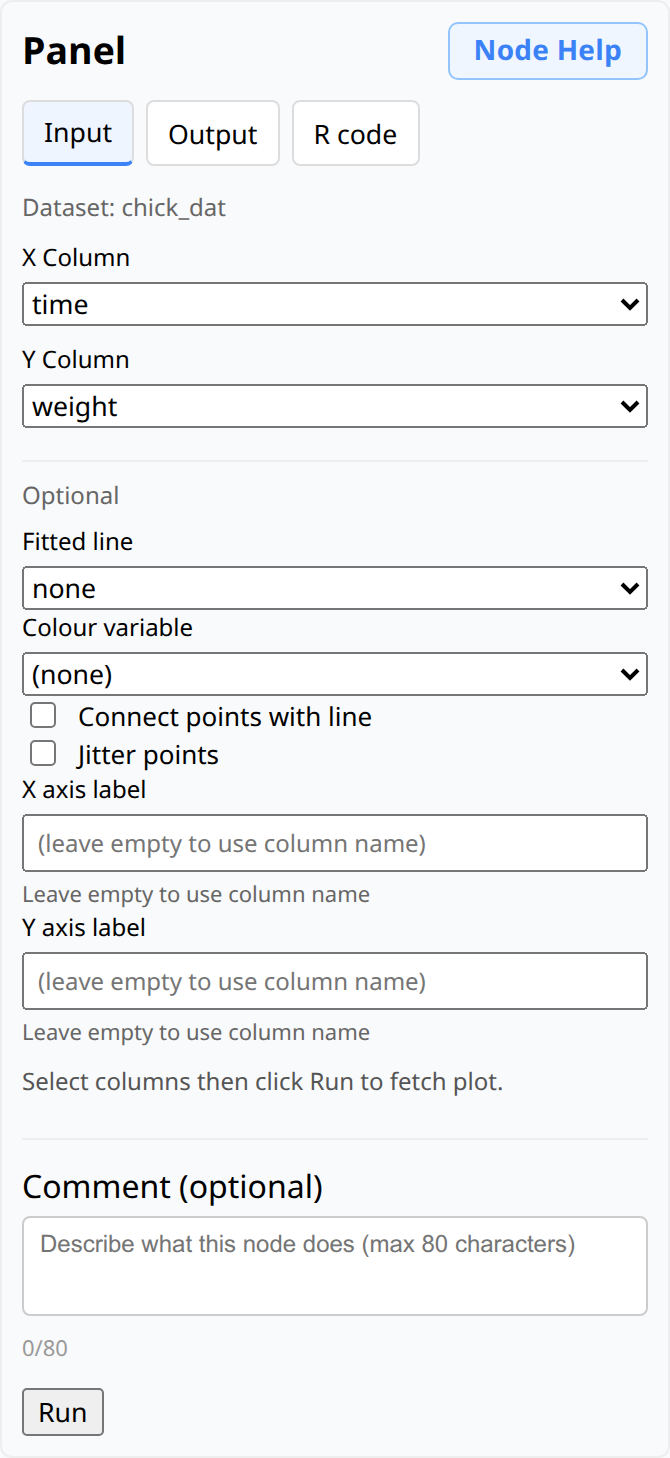 Panel
Node Help
Input
Output
R code
Dataset: chick_dat
X Column
time
Y Column
weight
Optional
Fitted line
none
Colour variable
(none)
Connect points with line
Jitter points
X axis label
(leave empty to use column name)
Leave empty to use column name
Y axis label
(leave empty to use column name)
Leave empty to use column name
Select columns then click Run to fetch plot.
Comment (optional)
Describe what this node does (max 80 characters)
0/80
Run